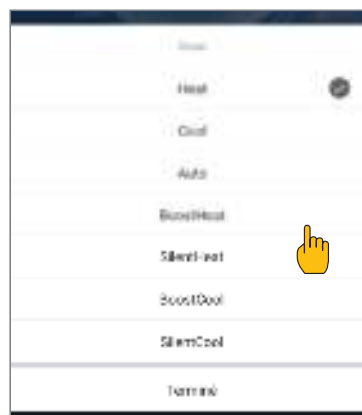 Heat
Cool
Auto
BoostHeat
SilentHeat
BoostCool
SilentCool
Terminé